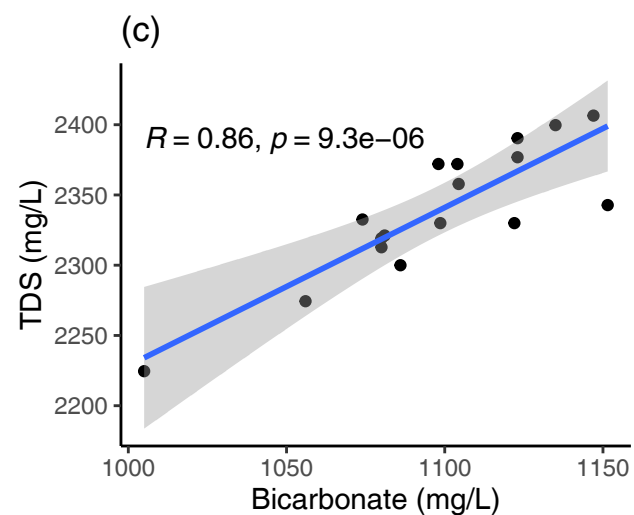 (c)
R = 0.86, p = 9.3e−06
TDS (mg/L)
2400
2350
2300
2250
2200
1000 1050 1100 1150
Bicarbonate (mg/L)